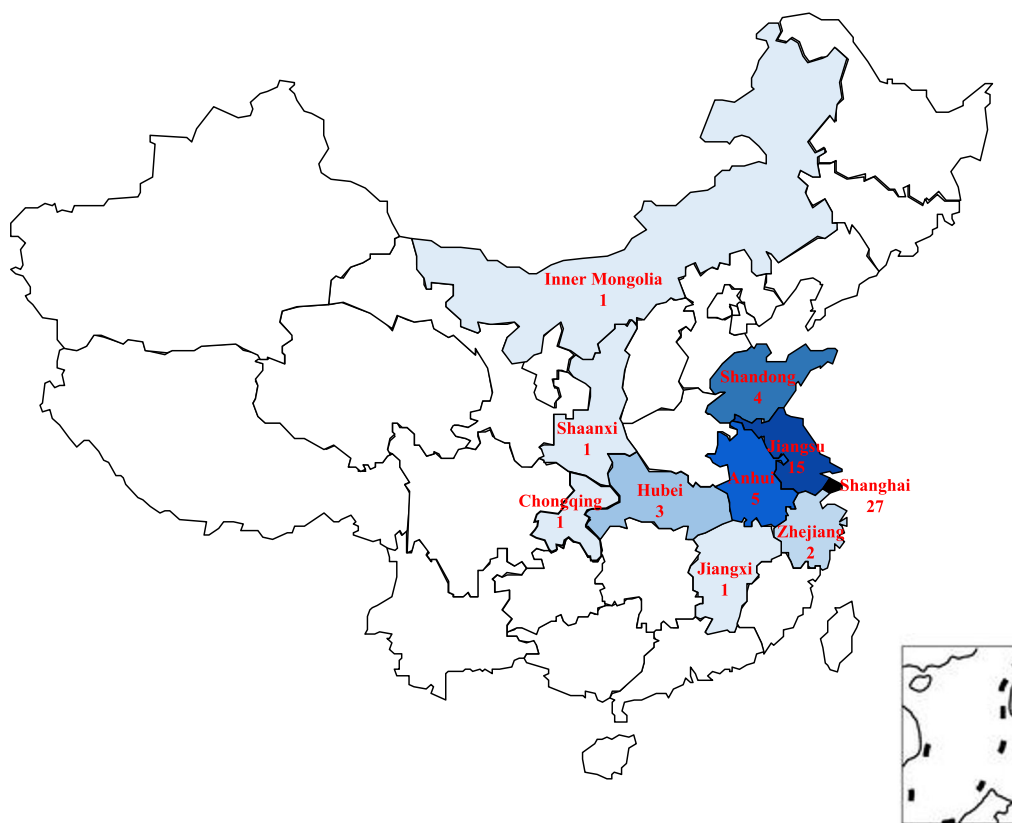 Inner Mongolia
1
Shandong
4
Shaanxi
1
Jiangsu
15
Anhui
5
Shanghai
27
Hubei
3
Chongqing
1
Zhejiang
2
Jiangxi
1